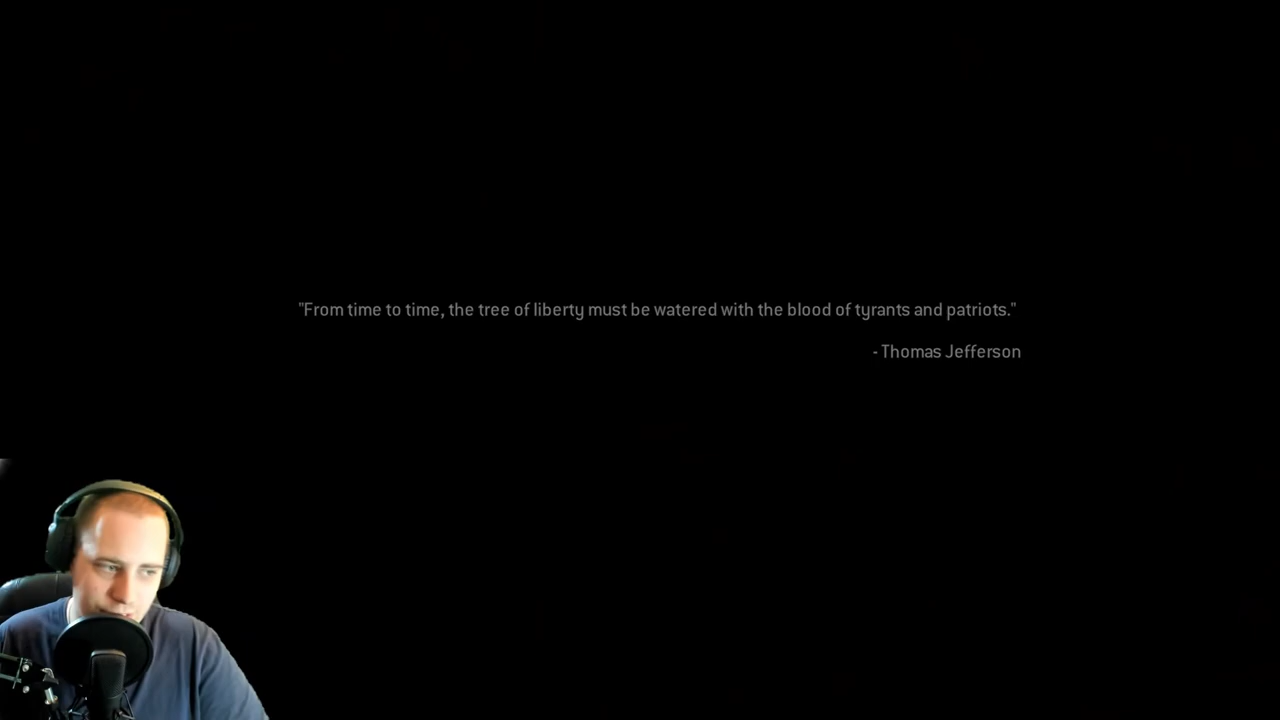 "From time to time, the tree of liberty must be watered with the blood of tyrants and patriots."
- Thomas Jefferson